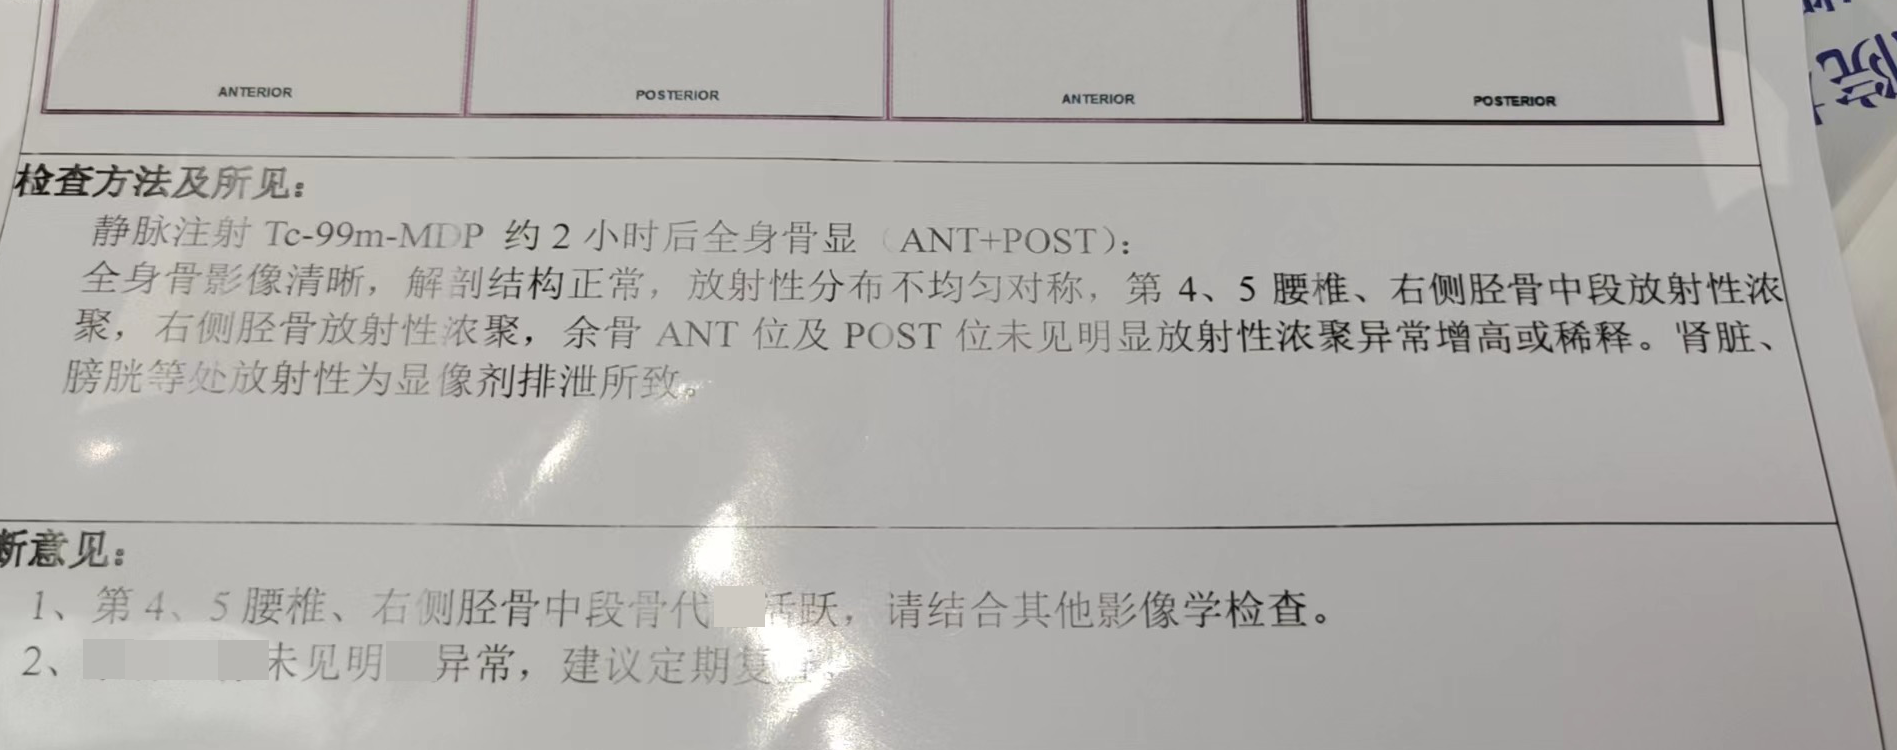 ANTERIOR POSTERIOR ANTERIOR POSTERIOR
院
检查方法及所见：
静脉注射 Tc-99m-MDP 约 2 小时后全身骨显（ANT+POST）：
全身骨影像清晰，解剖结构正常，放射性分布不均匀对称，第 4、5 腰椎、右侧胫骨中段放射性浓
聚，右侧胫骨放射性浓聚，余骨 ANT 位及 POST 位未见明显放射性浓聚异常增高或稀释。肾脏、
膀胱等处放射性为显像剂排泄所致。
断意见：
1、第 4、5 腰椎、右侧胫骨中段骨代 活跃，请结合其他影像学检查。
2、 未见明 异常，建议定期复